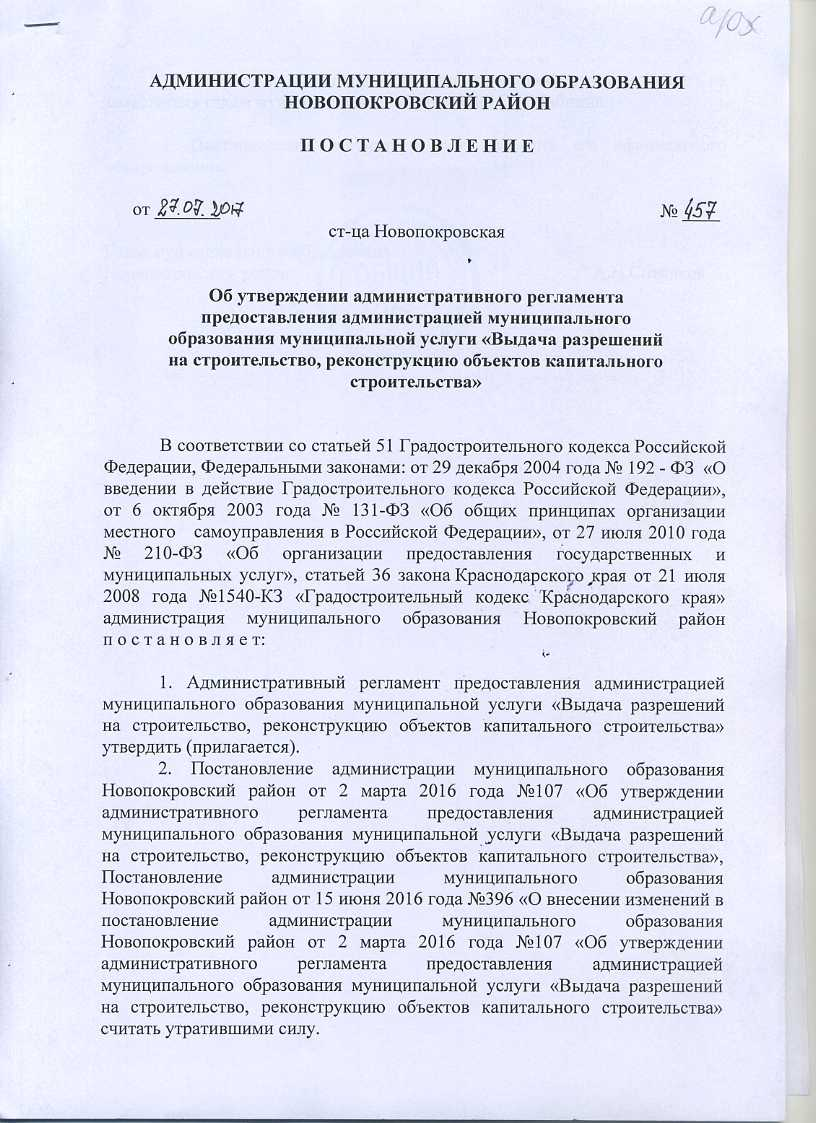 арх
АДМИНИСТРАЦИИ МУНИЦИПАЛЬНОГО ОБРАЗОВАНИЯ
НОВОПОКРОВСКИЙ РАЙОН
П О С Т А Н О В Л Е Н И Е
от 27.07.2017 № 457
ст-ца Новопокровская
Об утверждении административного регламента
предоставления администрацией муниципального
образования муниципальной услуги «Выдача разрешений
на строительство, реконструкцию объектов капитального
строительства»
В соответствии со статьей 51 Градостроительного кодекса Российской
Федерации, Федеральными законами: от 29 декабря 2004 года № 192 - ФЗ «О
введении в действие Градостроительного кодекса Российской Федерации»,
от 6 октября 2003 года № 131-ФЗ «Об общих принципах организации
местного самоуправления в Российской Федерации», от 27 июля 2010 года
№ 210-ФЗ «Об организации предоставления государственных и
муниципальных услуг», статьей 36 закона Краснодарского края от 21 июля
2008 года №1540-КЗ «Градостроительный кодекс Краснодарского края»
администрация муниципального образования Новопокровский район
п о с т а н о в л я е т:
1. Административный регламент предоставления администрацией
муниципального образования муниципальной услуги «Выдача разрешений
на строительство, реконструкцию объектов капитального строительства»
утвердить (прилагается).
2. Постановление администрации муниципального образования
Новопокровский район от 2 марта 2016 года №107 «Об утверждении
административного регламента предоставления администрацией
муниципального образования муниципальной услуги «Выдача разрешений
на строительство, реконструкцию объектов капитального строительства»,
Постановление администрации муниципального образования
Новопокровский район от 15 июня 2016 года №396 «О внесении изменений в
постановление администрации муниципального образования
Новопокровский район от 2 марта 2016 года №107 «Об утверждении
административного регламента предоставления администрацией
муниципального образования муниципальной услуги «Выдача разрешений
на строительство, реконструкцию объектов капитального строительства»
считать утратившими силу.